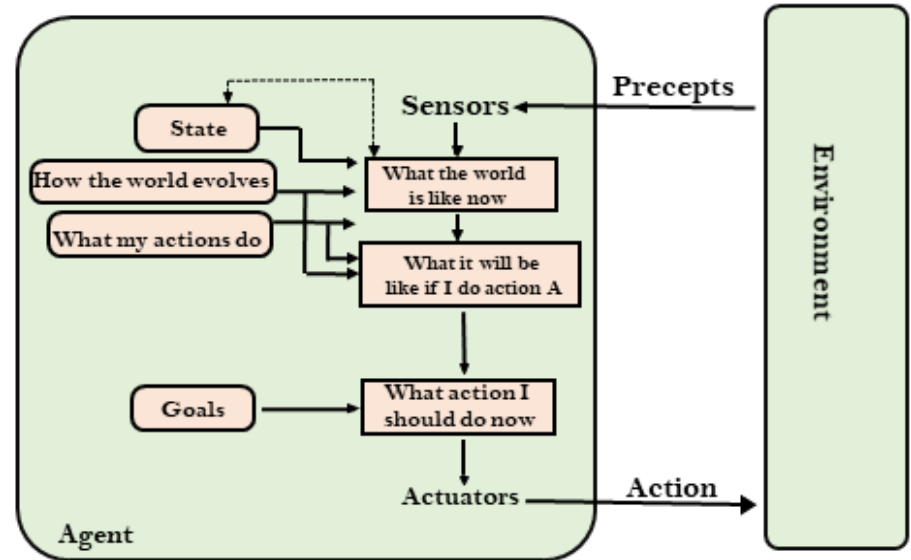 Precepts
Sensors
State
What the world
is like now
How the world evolves
What my actions do
What it will be
like if I do action A
Environment
What action I
should do now
Goals
Actuators
Action
Agent